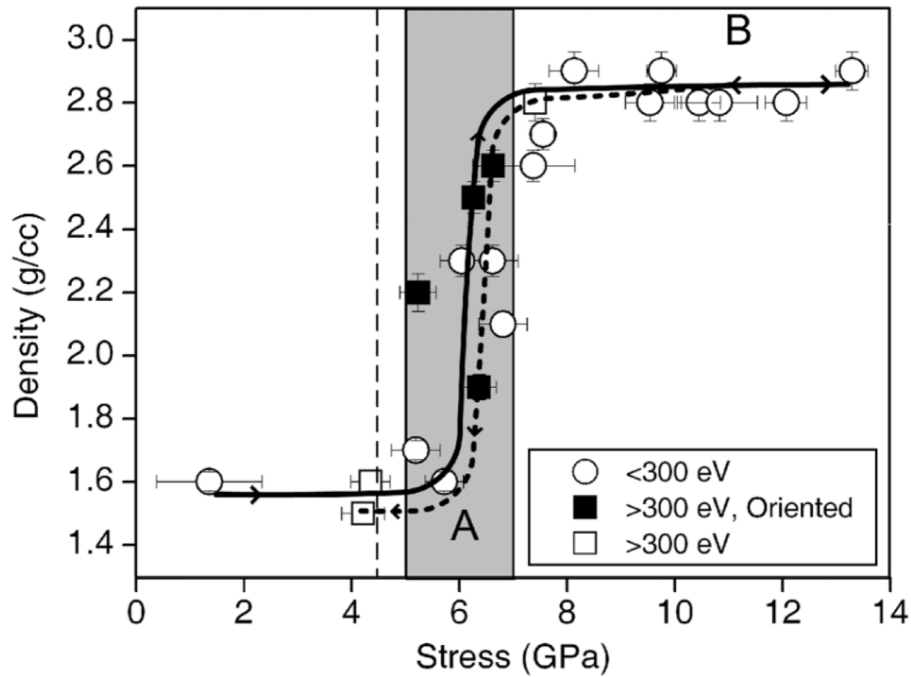 B
3.0
2.8
2.6
2.4
2.2
2.0
1.8
1.6
1.4
Density (g/cc)
A
<300 eV
>300 eV, Oriented
>300 eV
0 2 4 6 8 10 12 14
Stress (GPa)